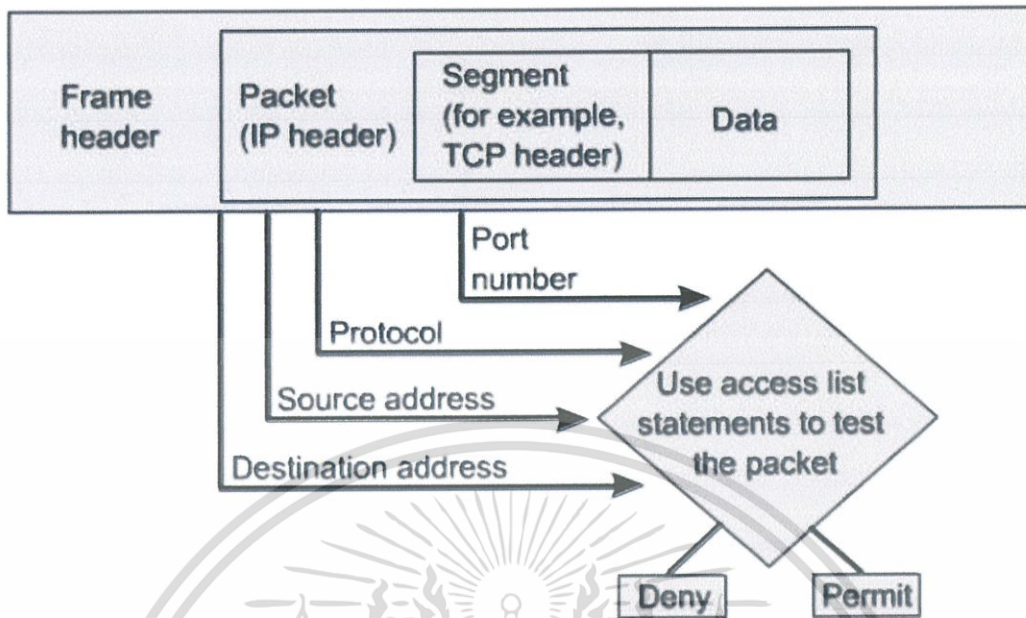 Frame
header
Packet
(IP header)
Segment
(for example,
TCP header)
Data
Port
number
Protocol
Source address
Destination address
Use access list
statements to test
the packet
Deny
Permit